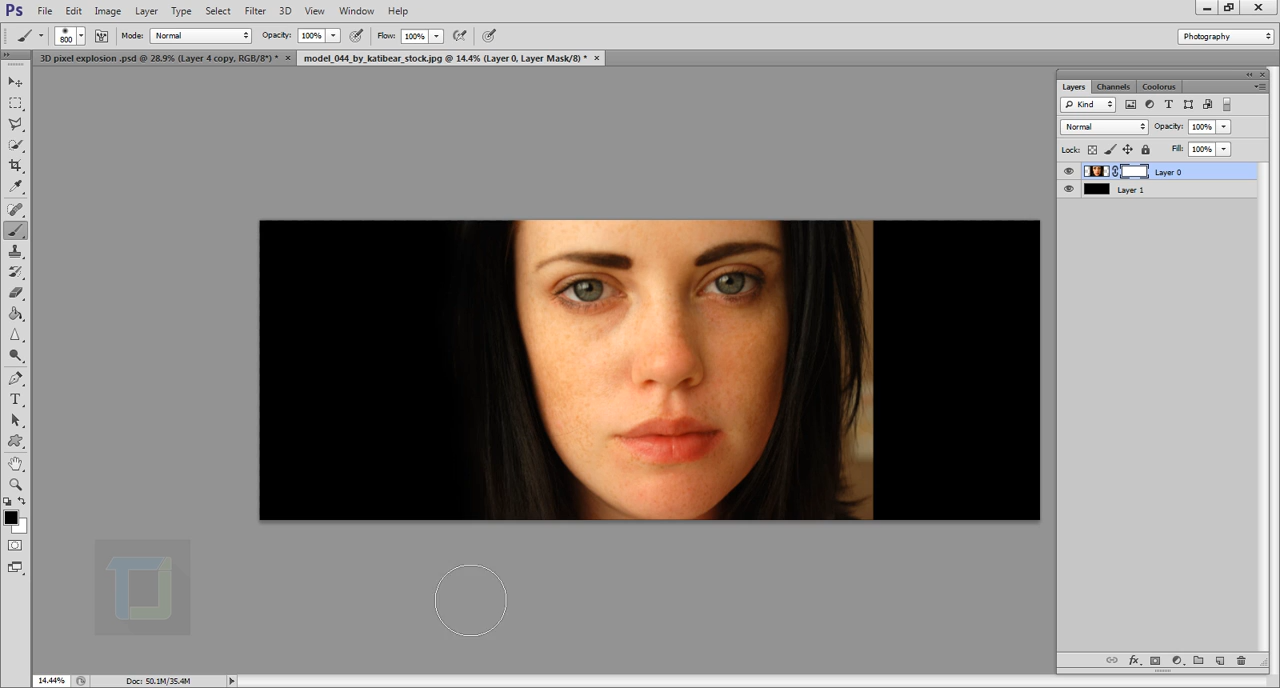 Ps File Edit Image Layer Type Select Filter 3D View Window Help
800 Mode: Normal Opacity: 100% Flow: 100% Photography
3D pixel explosion .psd @ 28.9% (Layer 4 copy, RGB/8*) * × model_044_by_katibear_stock.jpg @ 14.4% (Layer 0, Layer Mask/8) * ×
Layers Channels Coolorus
Kind
Normal Opacity: 100%
Lock: Fill: 100%
Layer 0
Layer 1
T
TJ
fx
14.44% Doc: 50.1M/35.4M